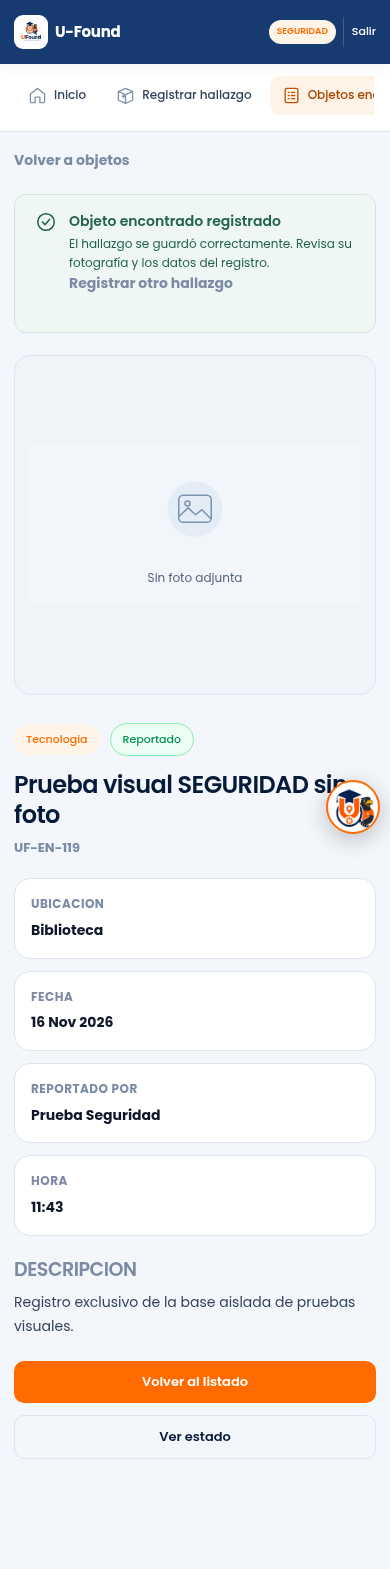 UFound
U-Found
SEGURIDAD
Salir
Inicio
Registrar hallazgo
Objetos enc
Volver a objetos
Objeto encontrado registrado
El hallazgo se guardó correctamente. Revisa su
fotografía y los datos del registro.
Registrar otro hallazgo
Sin foto adjunta
Tecnologia
Reportado
Prueba visual SEGURIDAD sin
foto
UF-EN-119
UBICACION
Biblioteca
FECHA
16 Nov 2026
REPORTADO POR
Prueba Seguridad
HORA
11:43
DESCRIPCION
Registro exclusivo de la base aislada de pruebas
visuales.
Volver al listado
Ver estado